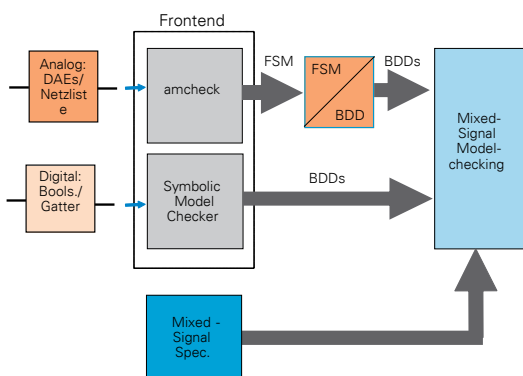 Frontend
Analog:
DAEs/
Netzlist
e
amcheck
FSM
FSM
BDD
BDDs
Mixed-
Signal
Model-
checking
Digital:
Bools./
Gatter
Symbolic
Model
Checker
BDDs
Mixed -
Signal
Spec.